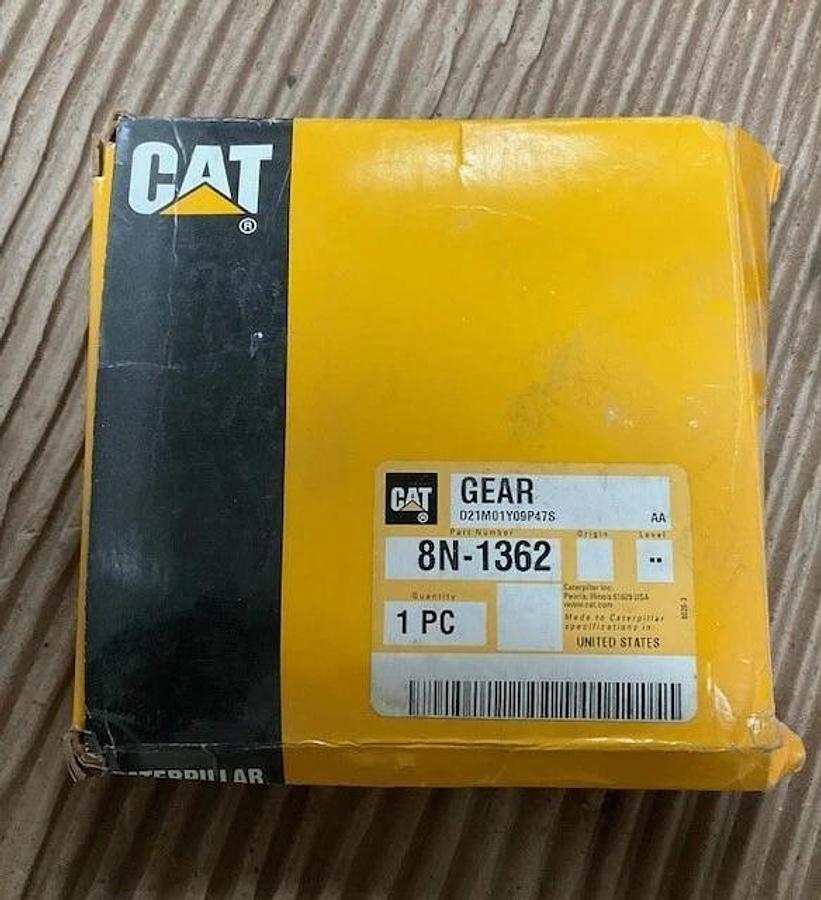 CAT
®
CAT
®
GEAR
D21M01Y09P47S AA
Part Number Origin Level
8N-1362 --
Quantity
1 PC
Caterpillar Inc.
Peoria, Illinois 61629 USA
www.cat.com
Made to Caterpillar
specifications in:
UNITED STATES
CATERPILLAR